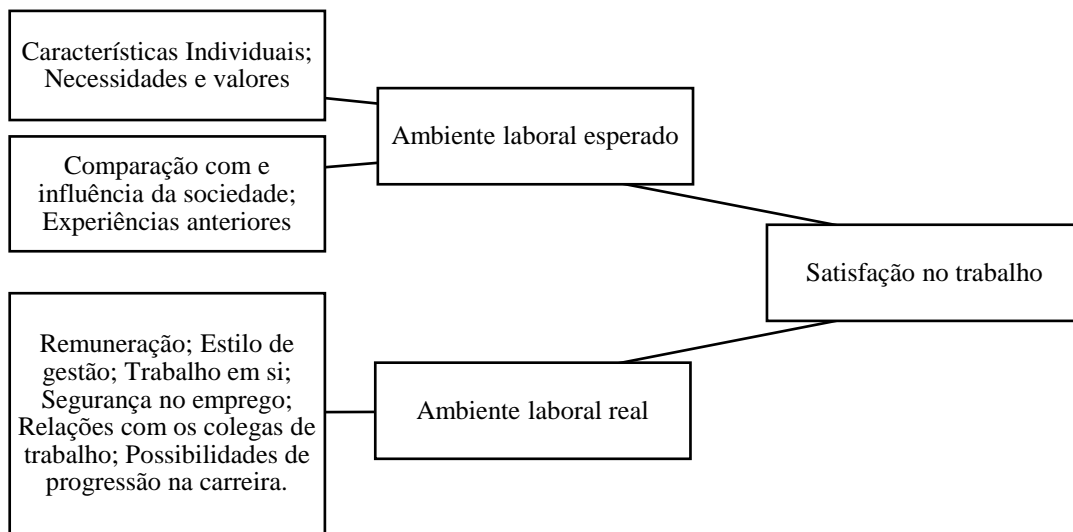 Características Individuais;
Necessidades e valores
Ambiente laboral esperado
Comparação com e
influência da sociedade;
Experiências anteriores
Satisfação no trabalho
Remuneração; Estilo de
gestão; Trabalho em si;
Segurança no emprego;
Relações com os colegas de
trabalho; Possibilidades de
progressão na carreira.
Ambiente laboral real